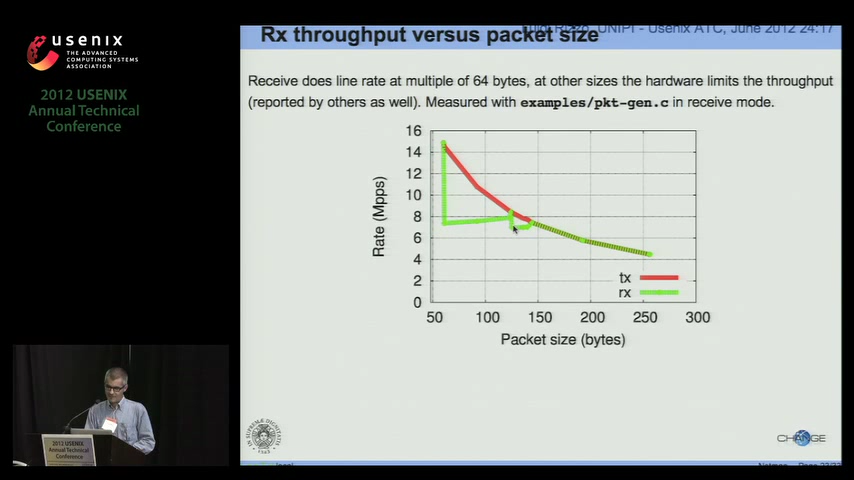 usenix
THE ADVANCED
COMPUTING SYSTEMS
ASSOCIATION
2012 USENIX
Annual Technical
Conference
UNIPI - Usenix ATC, June 2012 24:17
Rx throughput versus packet size
Receive does line rate at multiple of 64 bytes, at other sizes the hardware limits the throughput
(reported by others as well). Measured with examples/pkt-gen.c in receive mode.
16
14
12
10
8
6
4
2
0
Rate (Mpps)
tx
rx
50 100 150 200 250 300
Packet size (bytes)
2012 USENIX
Annual Technical
Conference
CHANGE